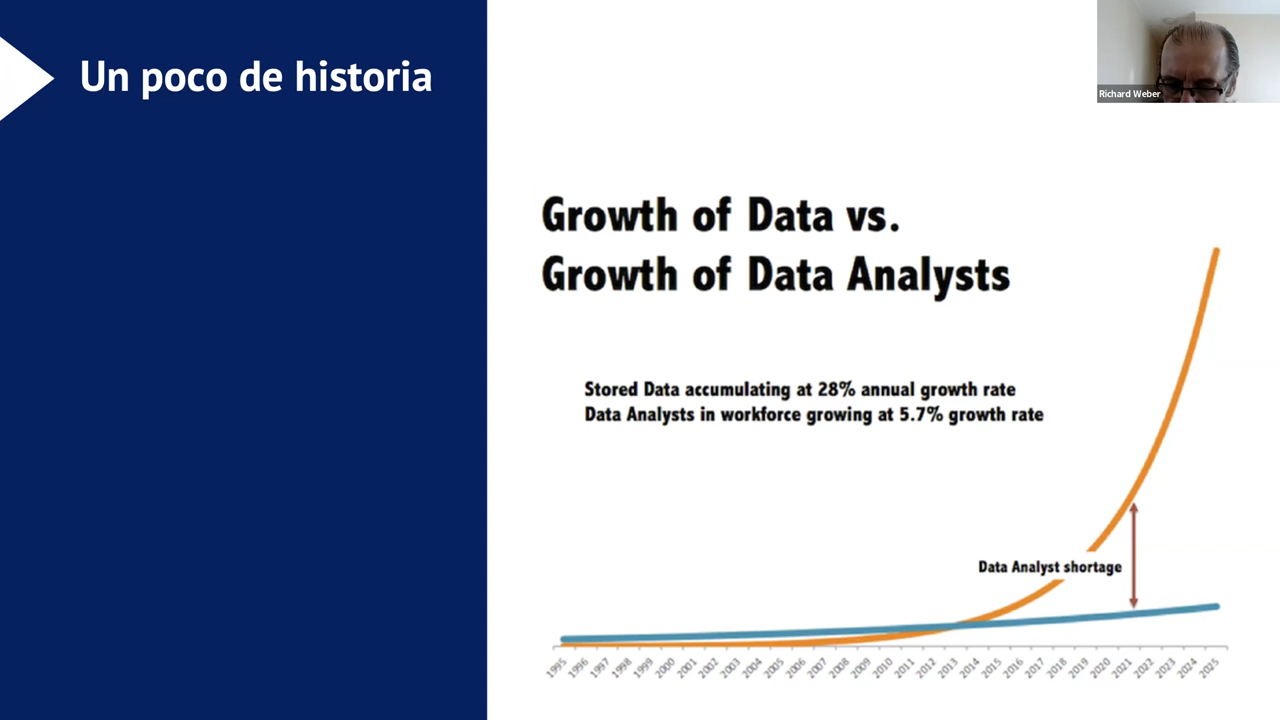 Un poco de historia
Richard Weber
Growth of Data vs.
Growth of Data Analysts
Stored Data accumulating at 28% annual growth rate
Data Analysts in workforce growing at 5.7% growth rate
Data Analyst shortage
1995 1996 1997 1998 1999 2000 2001 2002 2003 2004 2005 2006 2007 2008 2009 2010 2011 2012 2013 2014 2015 2016 2017 2018 2019 2020 2021 2022 2023 2024 2025